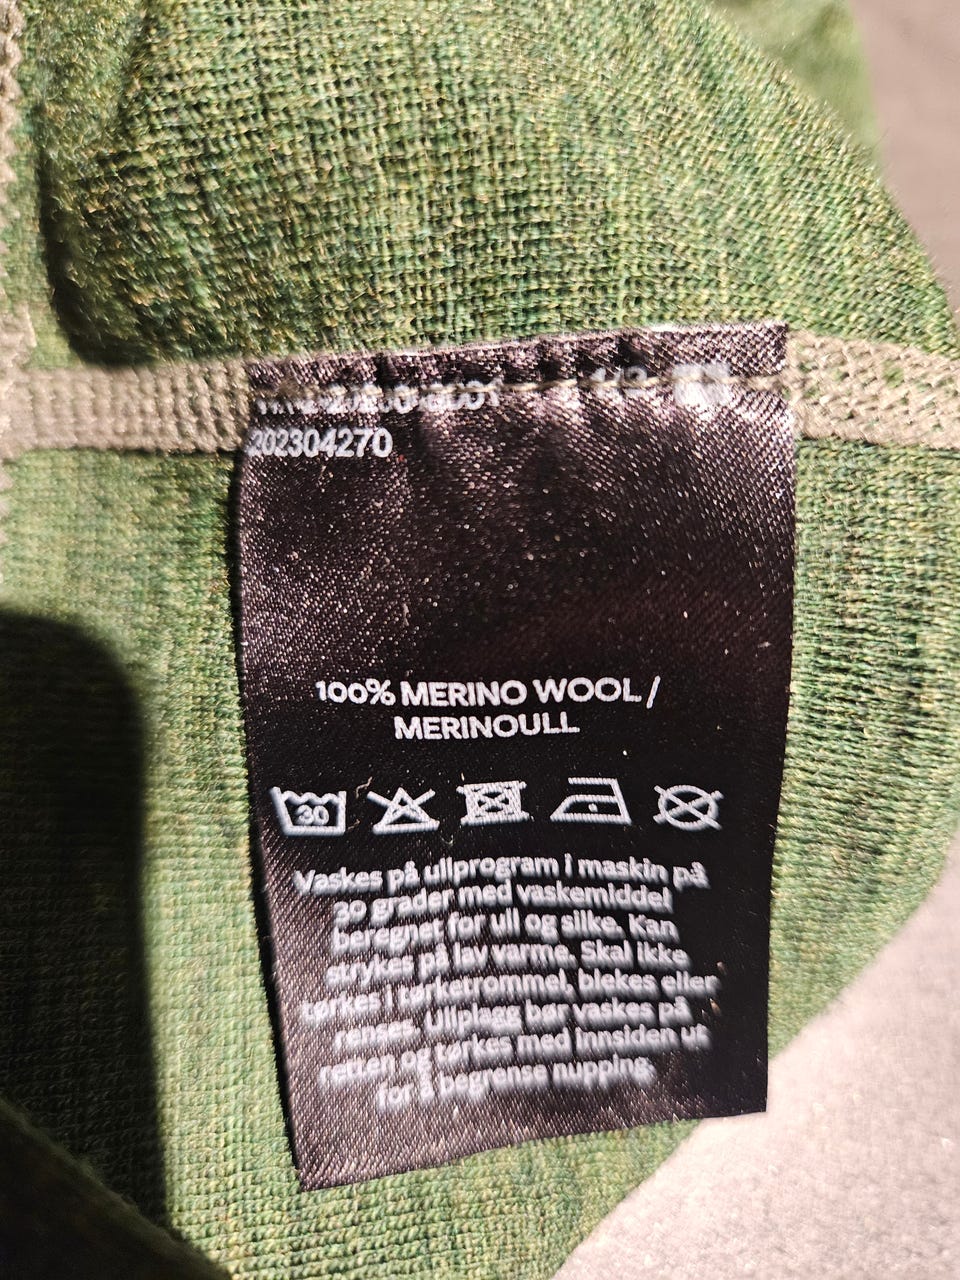 202304270
100% MERINO WOOL /
MERINOULL
30
Vaskes på ullprogram i maskin på
30 grader med vaskemiddel
beregnet for ull og silke. Kan
strykes på lav varme. Skal ikke
tørkes i tørketrommel, blekes eller
renses. Ullplagg bør vaskes på
retten og tørkes med innsiden ut
for å begrense nupping.